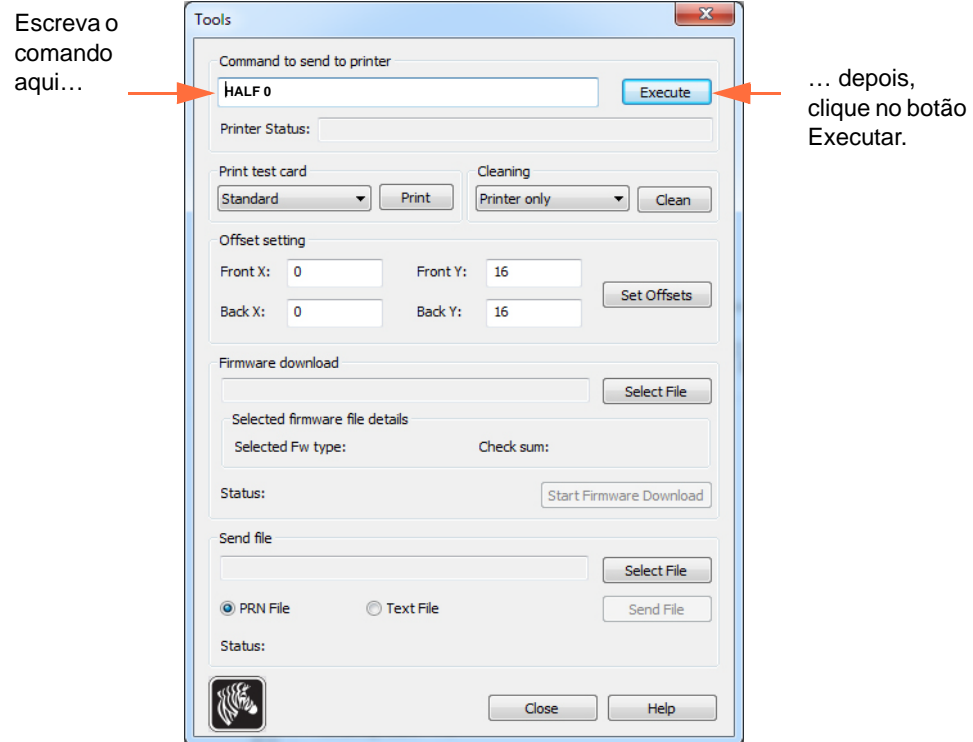 Escreva o
comando
aqui…
Tools
Command to send to printer
HALF 0
Execute
… depois,
clique no botão
Executar.
Printer Status:
Print test card
Standard
Print
Cleaning
Printer only
Clean
Offset setting
Front X: 0 Front Y: 16
Back X: 0 Back Y: 16
Set Offsets
Firmware download
Select File
Selected firmware file details
Selected Fw type: Check sum:
Status:
Start Firmware Download
Send file
Select File
PRN File Text File
Send File
Status:
Close
Help